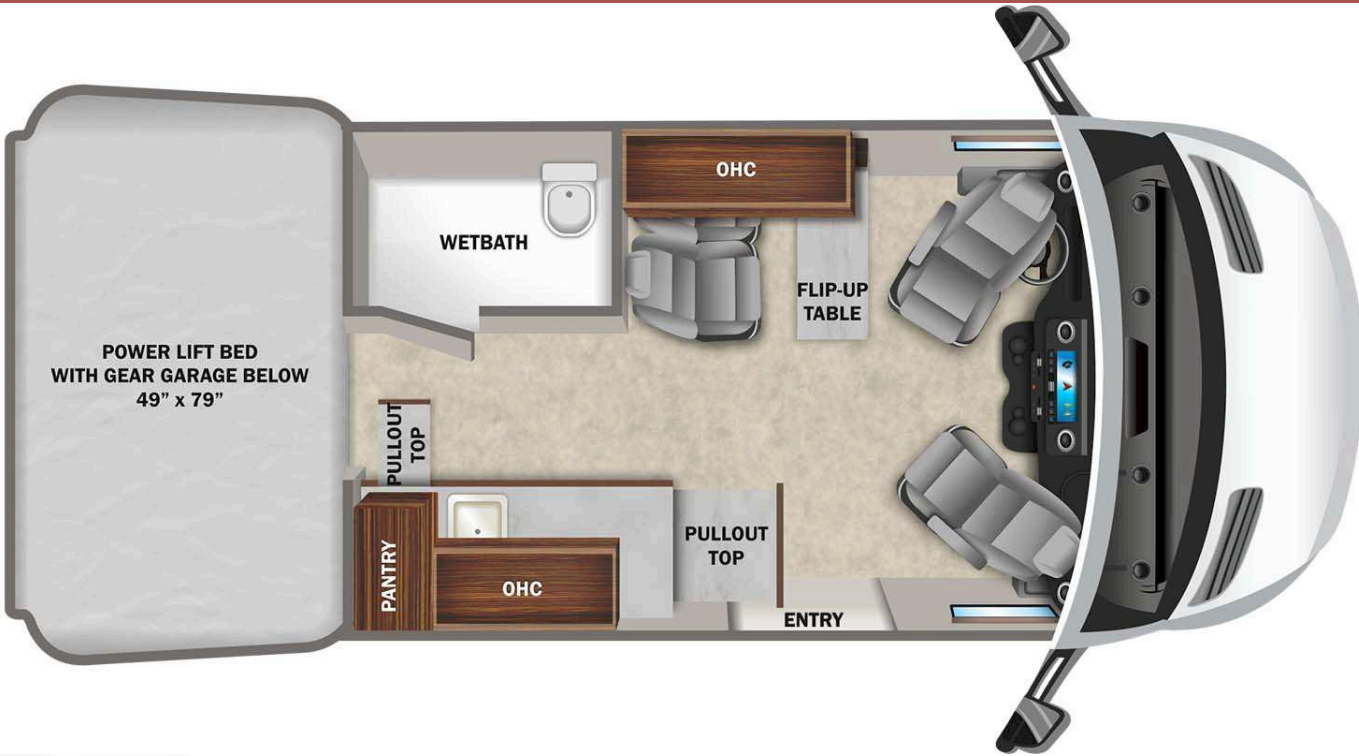 OHC
WETBATH
FLIP-UP
TABLE
POWER LIFT BED
WITH GEAR GARAGE BELOW
49” x 79”
PULLOUT
TOP
PULLOUT
TOP
PANTRY
OHC
ENTRY